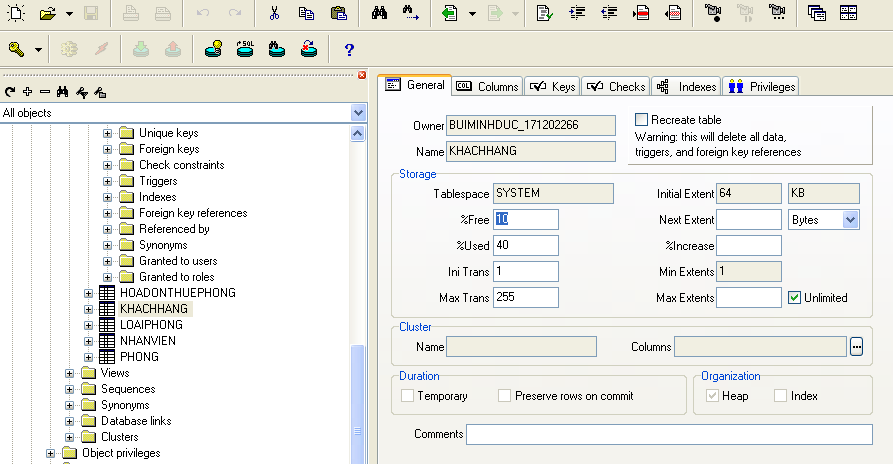 SQL
?
All objects
Unique keys
Foreign keys
Check constraints
Triggers
Indexes
Foreign key references
Referenced by
Synonyms
Granted to users
Granted to roles
HOADONTHUEPHONG
KHACHHANG
LOAIPHONG
NHANVIEN
PHONG
Views
Sequences
Synonyms
Database links
Clusters
Object privileges
General
COL Columns
Keys
Checks
Indexes
Privileges
Owner BUIMINHDUC_171202266
Name KHACHHANG
Recreate table
Warning: this will delete all data,
triggers, and foreign key references
Storage
Tablespace SYSTEM Initial Extent 64 KB
%Free 10 Next Extent Bytes
%Used 40 %Increase
Ini Trans 1 Min Extents 1
Max Trans 255 Max Extents Unlimited
Cluster
Name Columns ...
Duration
Temporary Preserve rows on commit
Organization
Heap Index
Comments